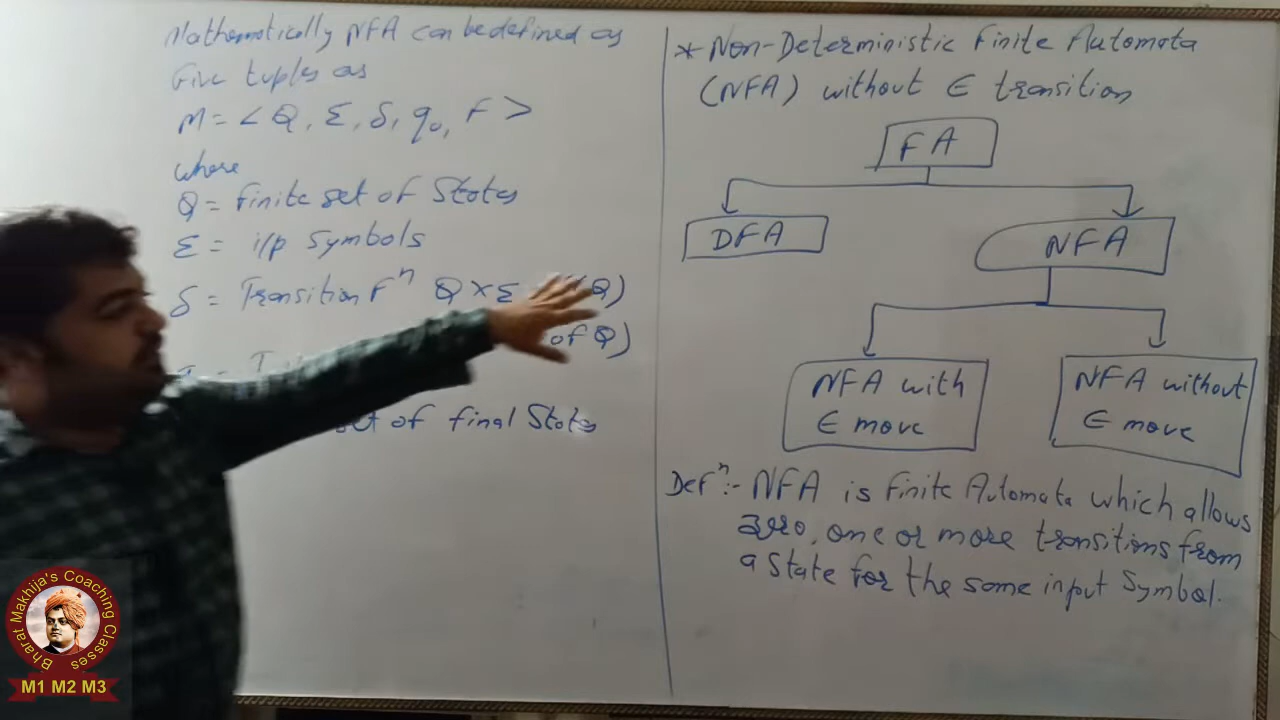 Mathematically NFA can be defined as
Five tuples as
M = < Q, Σ, δ, q₀, F >
where
Q = Finite set of States
Σ = i/p Symbols
δ = Transition Fⁿ Q × Σ Q)
of Q)
set of final States
* Non-Deterministic Finite Automata
(NFA) without ∈ transition
FA
DFA
NFA
NFA with
∈ move
NFA without
∈ move
Defⁿ :- NFA is Finite Automata which allows
zero, one or more transitions from
a State for the same input Symbol.
Bharat Makhija's Coaching Classes
M1 M2 M3